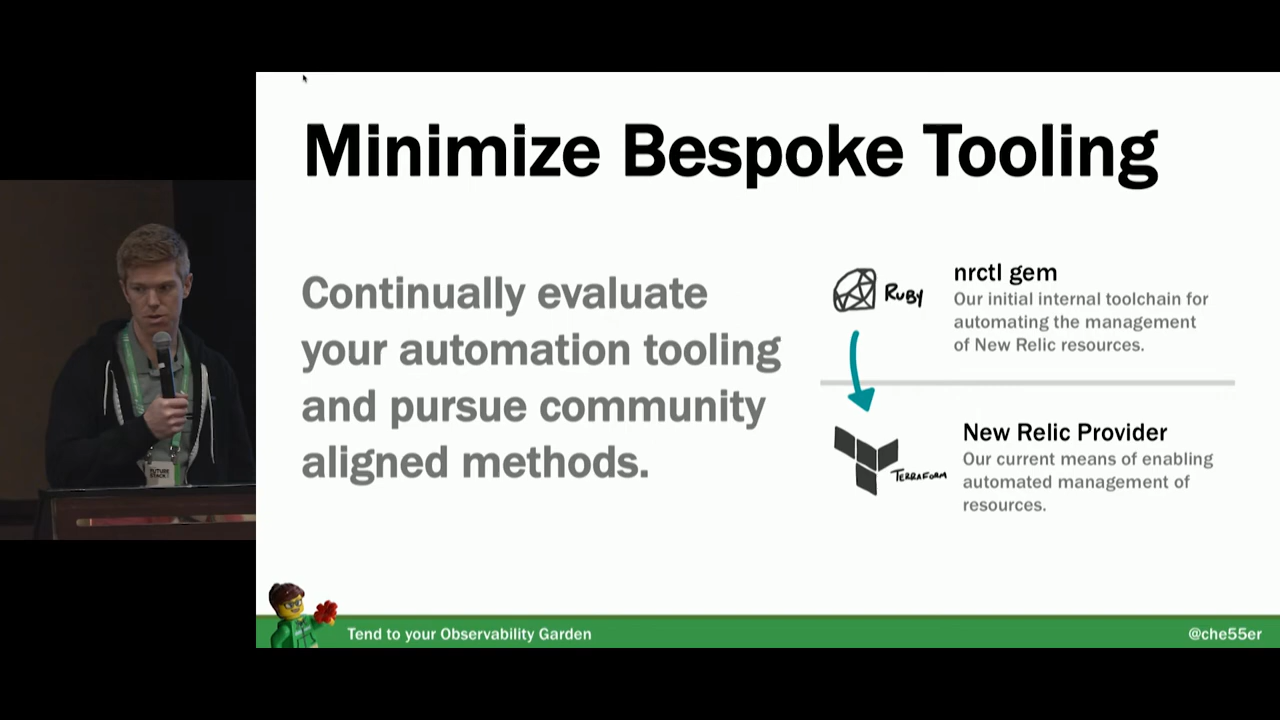 Minimize Bespoke Tooling
Continually evaluate
your automation tooling
and pursue community
aligned methods.
RUBY
nrctl gem
Our initial internal toolchain for
automating the management
of New Relic resources.
TERRAFORM
New Relic Provider
Our current means of enabling
automated management of
resources.
FUTURE
STACK
Tend to your Observability Garden
@che55er